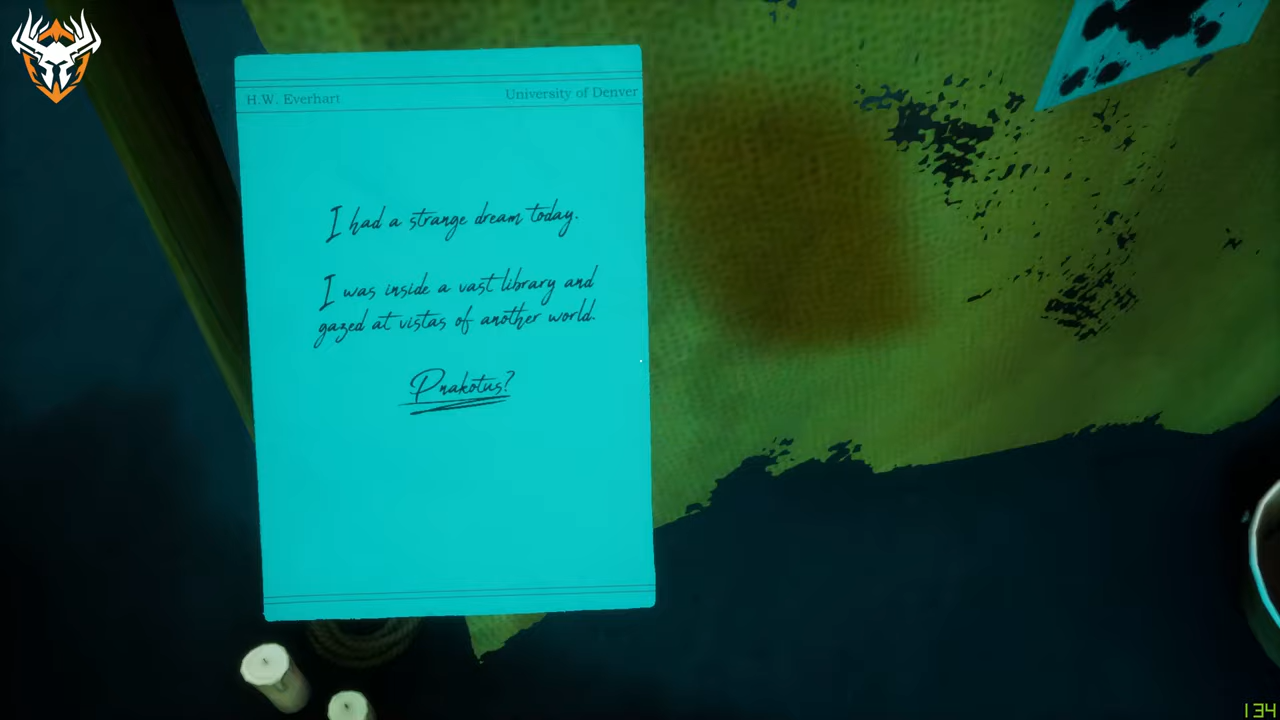 H.W. Everhart
University of Denver
I had a strange dream today.
I was inside a vast library and
gazed at vistas of another world.
Pnakotus?
134